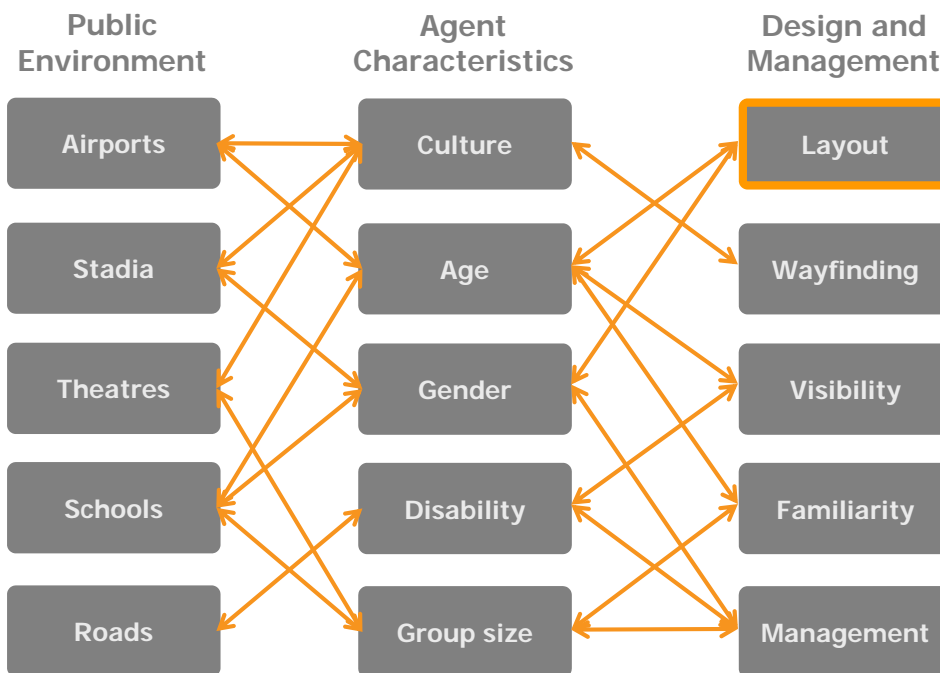 Public
Environment
Agent
Characteristics
Design and
Management
Airports
Culture
Layout
Stadia
Age
Wayfinding
Theatres
Gender
Visibility
Schools
Disability
Familiarity
Roads
Group size
Management